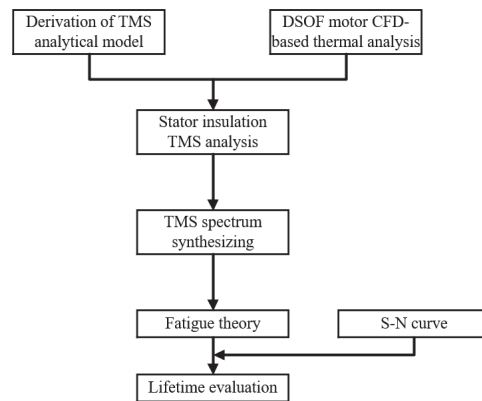 Derivation of TMS
analytical model
DSOF motor CFD-
based thermal analysis
Stator insulation
TMS analysis
TMS spectrum
synthesizing
Fatigue theory
S-N curve
Lifetime evaluation